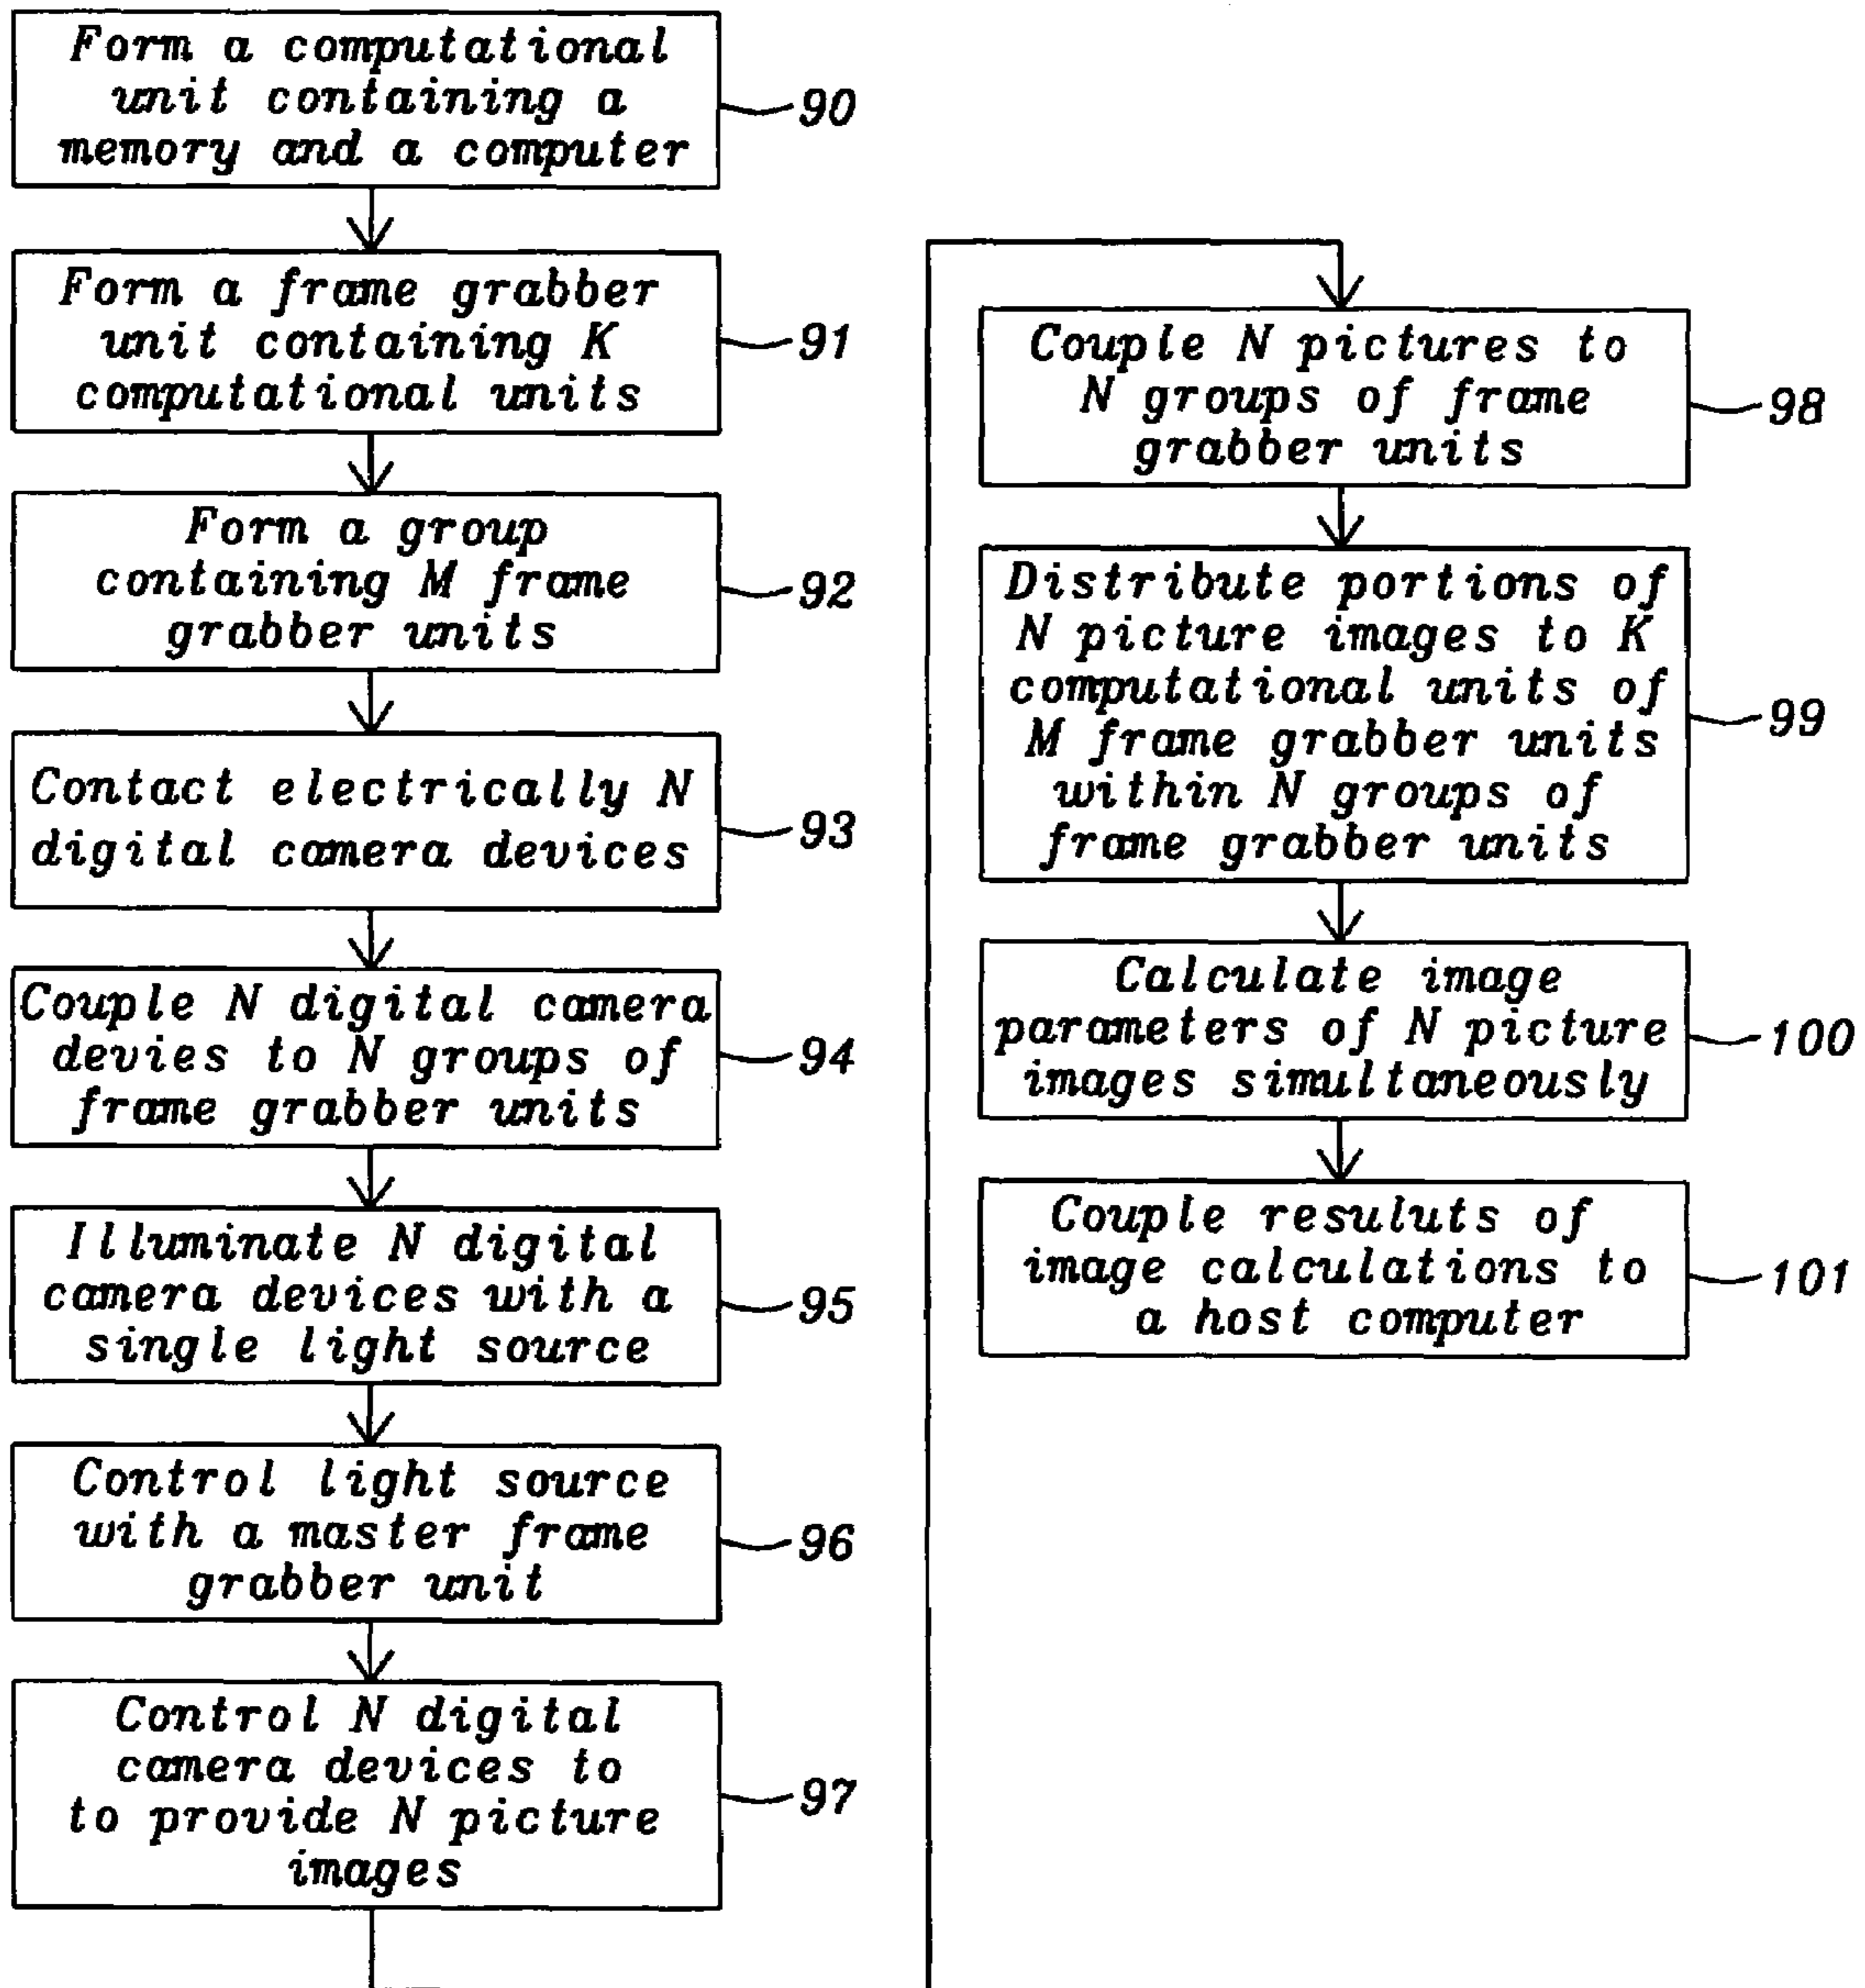 Form a computational
unit containing a
memory and a computer
90
Form a frame grabber
unit containing K
computational units
91
Form a group
containing M frame
grabber units
92
Contact electrically N
digital camera devices
93
Couple N digital camera
devies to N groups of
frame grabber units
94
Illuminate N digital
camera devices with a
single light source
95
Control light source
with a master frame
grabber unit
96
Control N digital
camera devices to
to provide N picture
images
97
Couple N pictures to
N groups of frame
grabber units
98
Distribute portions of
N picture images to K
computational units of
M frame grabber units
within N groups of
frame grabber units
99
Calculate image
parameters of N picture
images simultaneously
100
Couple resuluts of
image calculations to
a host computer
101